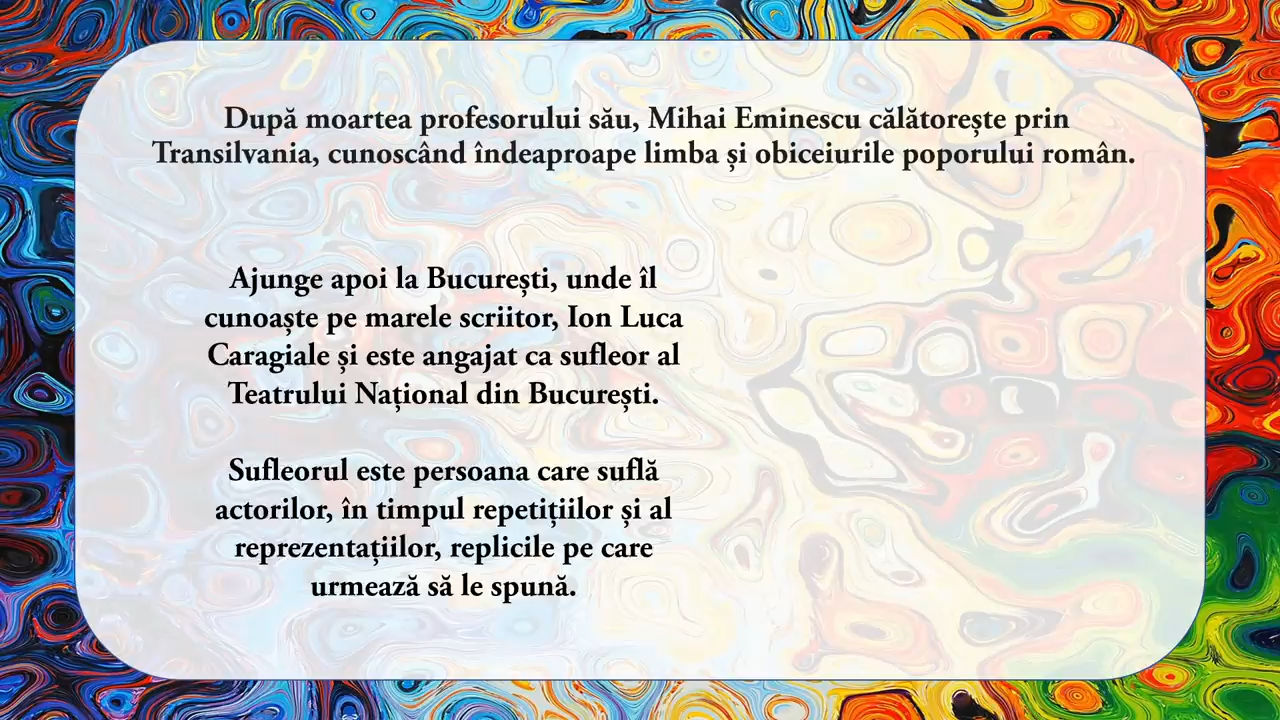 După moartea profesorului său, Mihai Eminescu călătorește prin
Transilvania, cunoscând îndeaproape limba și obiceiurile poporului român.
Ajunge apoi la București, unde îl
cunoaște pe marele scriitor, Ion Luca
Caragiale și este angajat ca sufleor al
Teatrului Național din București.
Sufleorul este persoana care suflă
actorilor, în timpul repetițiilor și al
reprezentațiilor, replicile pe care
urmează să le spună.